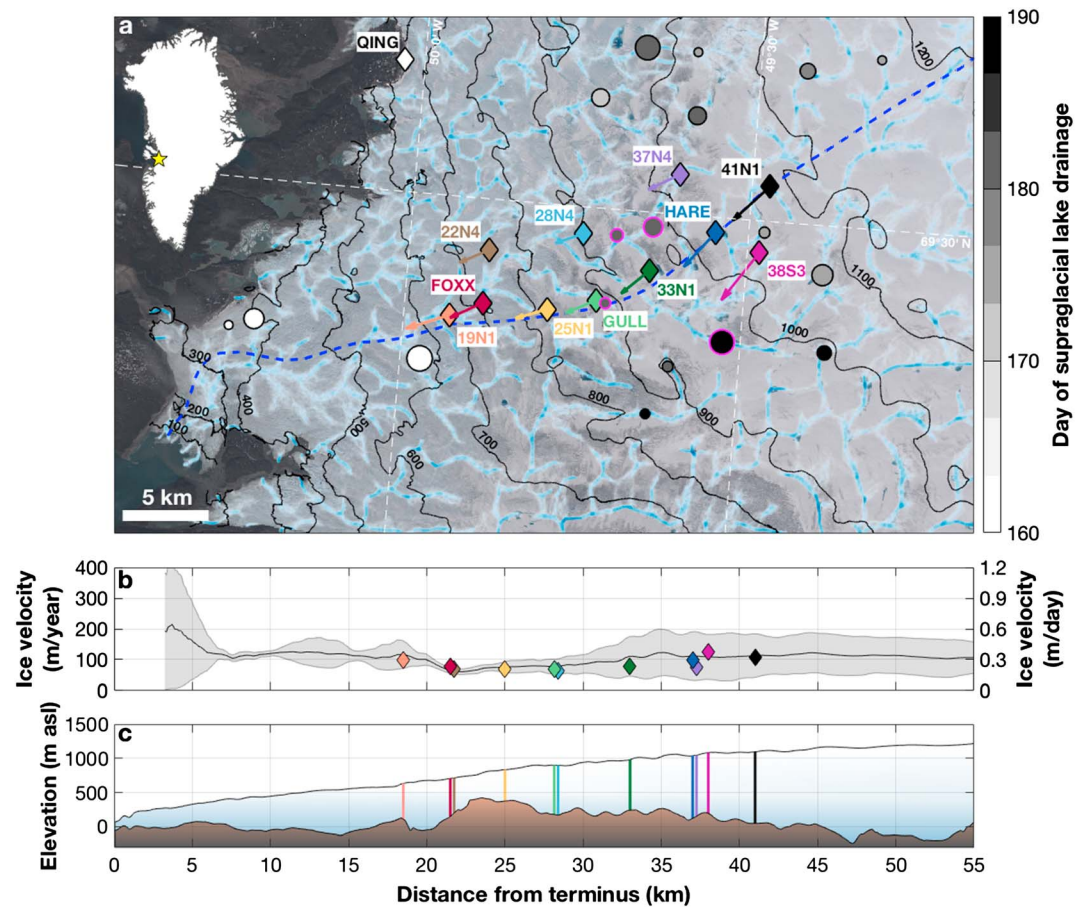 a
QING
50°0' W
49°30' W
1200
190
37N4
41N1
28N4
HARE
22N4
69°30' N
180
FOXX
38S3
33N1
1100
GULL
25N1
19N1
1000
300
200
100
400
500
600
700
800
900
170
160
Day of supraglacial lake drainage
5 km
b
400
300
200
100
0
Ice velocity
(m/year)
1.2
0.9
0.6
0.3
0
Ice velocity
(m/day)
c
1500
1000
500
0
Elevation (m asl)
0 5 10 15 20 25 30 35 40 45 50 55
Distance from terminus (km)